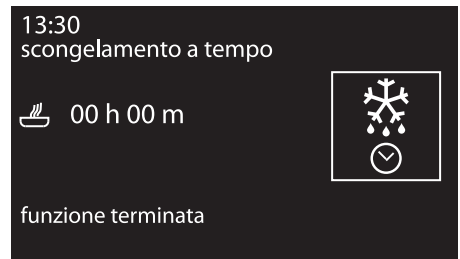 13:30
scongelamento a tempo
00 h 00 m
funzione terminata